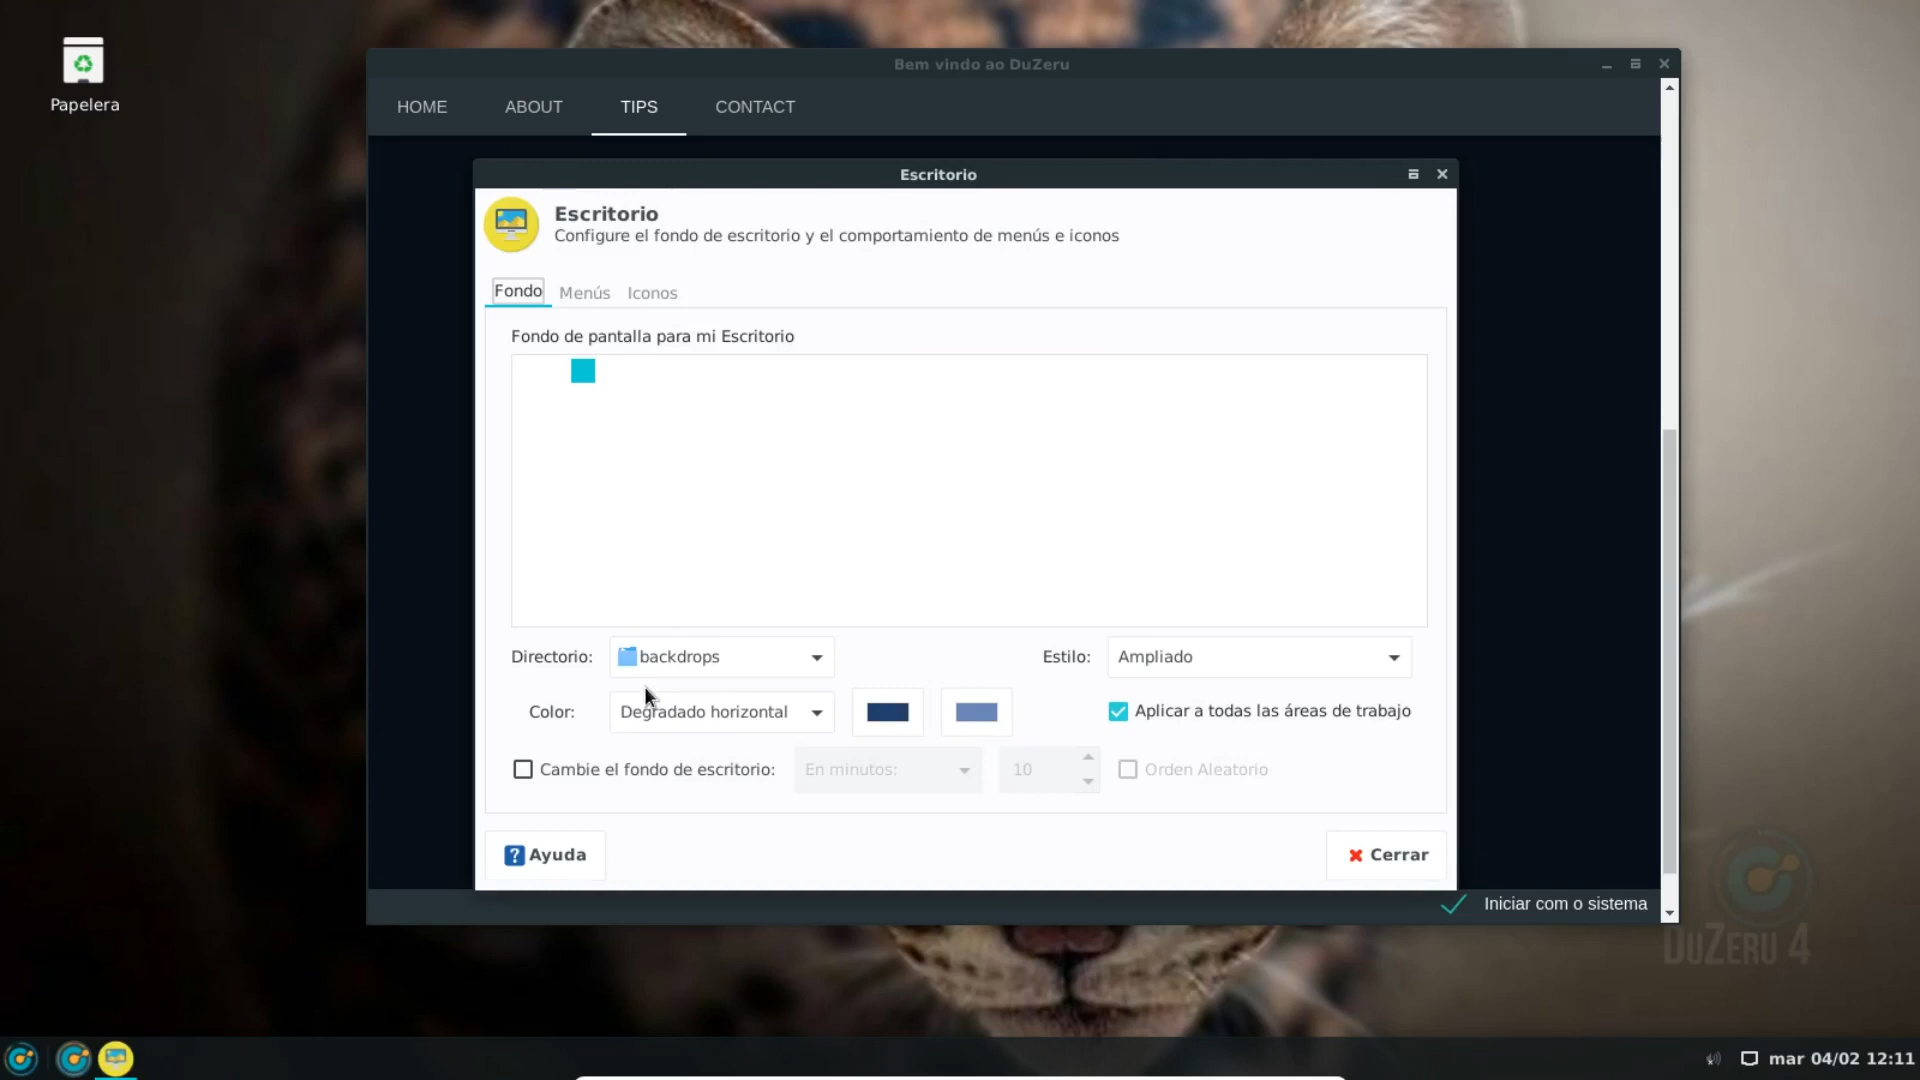 Papelera
Bem vindo ao DuZeru
HOME ABOUT TIPS CONTACT
Escritorio
Escritorio
Configure el fondo de escritorio y el comportamiento de menús e iconos
Fondo Menús Iconos
Fondo de pantalla para mi Escritorio
Directorio: backdrops Estilo: Ampliado
Color: Degradado horizontal Aplicar a todas las áreas de trabajo
Cambie el fondo de escritorio: En minutos: 10 Orden Aleatorio
? Ayuda Cerrar
Iniciar com o sistema
DuZeru 4
mar 04/02 12:11